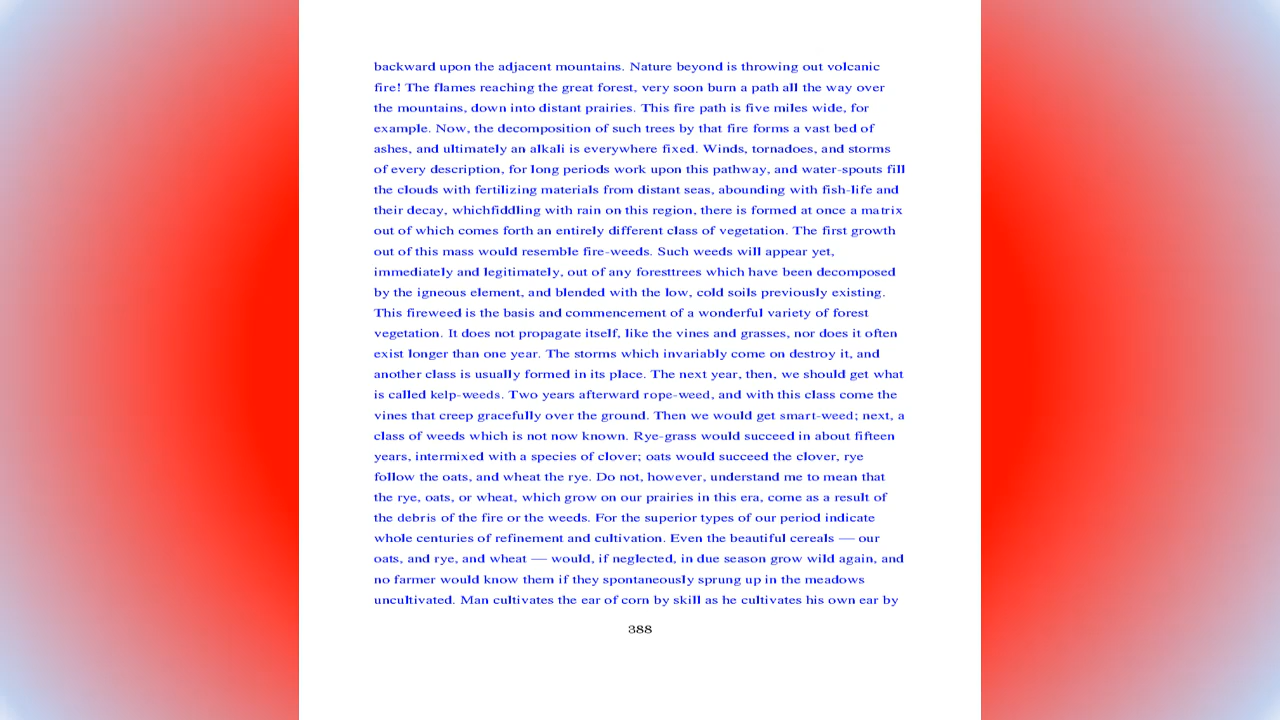 backward upon the adjacent mountains. Nature beyond is throwing out volcanic
fire! The flames reaching the great forest, very soon burn a path all the way over
the mountains, down into distant prairies. This fire path is five miles wide, for
example. Now, the decomposition of such trees by that fire forms a vast bed of
ashes, and ultimately an alkali is everywhere fixed. Winds, tornadoes, and storms
of every description, for long periods work upon this pathway, and water-spouts fill
the clouds with fertilizing materials from distant seas, abounding with fish-life and
their decay, whichfiddling with rain on this region, there is formed at once a matrix
out of which comes forth an entirely different class of vegetation. The first growth
out of this mass would resemble fire-weeds. Such weeds will appear yet,
immediately and legitimately, out of any foresttrees which have been decomposed
by the igneous element, and blended with the low, cold soils previously existing.
This fireweed is the basis and commencement of a wonderful variety of forest
vegetation. It does not propagate itself, like the vines and grasses, nor does it often
exist longer than one year. The storms which invariably come on destroy it, and
another class is usually formed in its place. The next year, then, we should get what
is called kelp-weeds. Two years afterward rope-weed, and with this class come the
vines that creep gracefully over the ground. Then we would get smart-weed; next, a
class of weeds which is not now known. Rye-grass would succeed in about fifteen
years, intermixed with a species of clover; oats would succeed the clover, rye
follow the oats, and wheat the rye. Do not, however, understand me to mean that
the rye, oats, or wheat, which grow on our prairies in this era, come as a result of
the debris of the fire or the weeds. For the superior types of our period indicate
whole centuries of refinement and cultivation. Even the beautiful cereals — our
oats, and rye, and wheat — would, if neglected, in due season grow wild again, and
no farmer would know them if they spontaneously sprung up in the meadows
uncultivated. Man cultivates the ear of corn by skill as he cultivates his own ear by
388